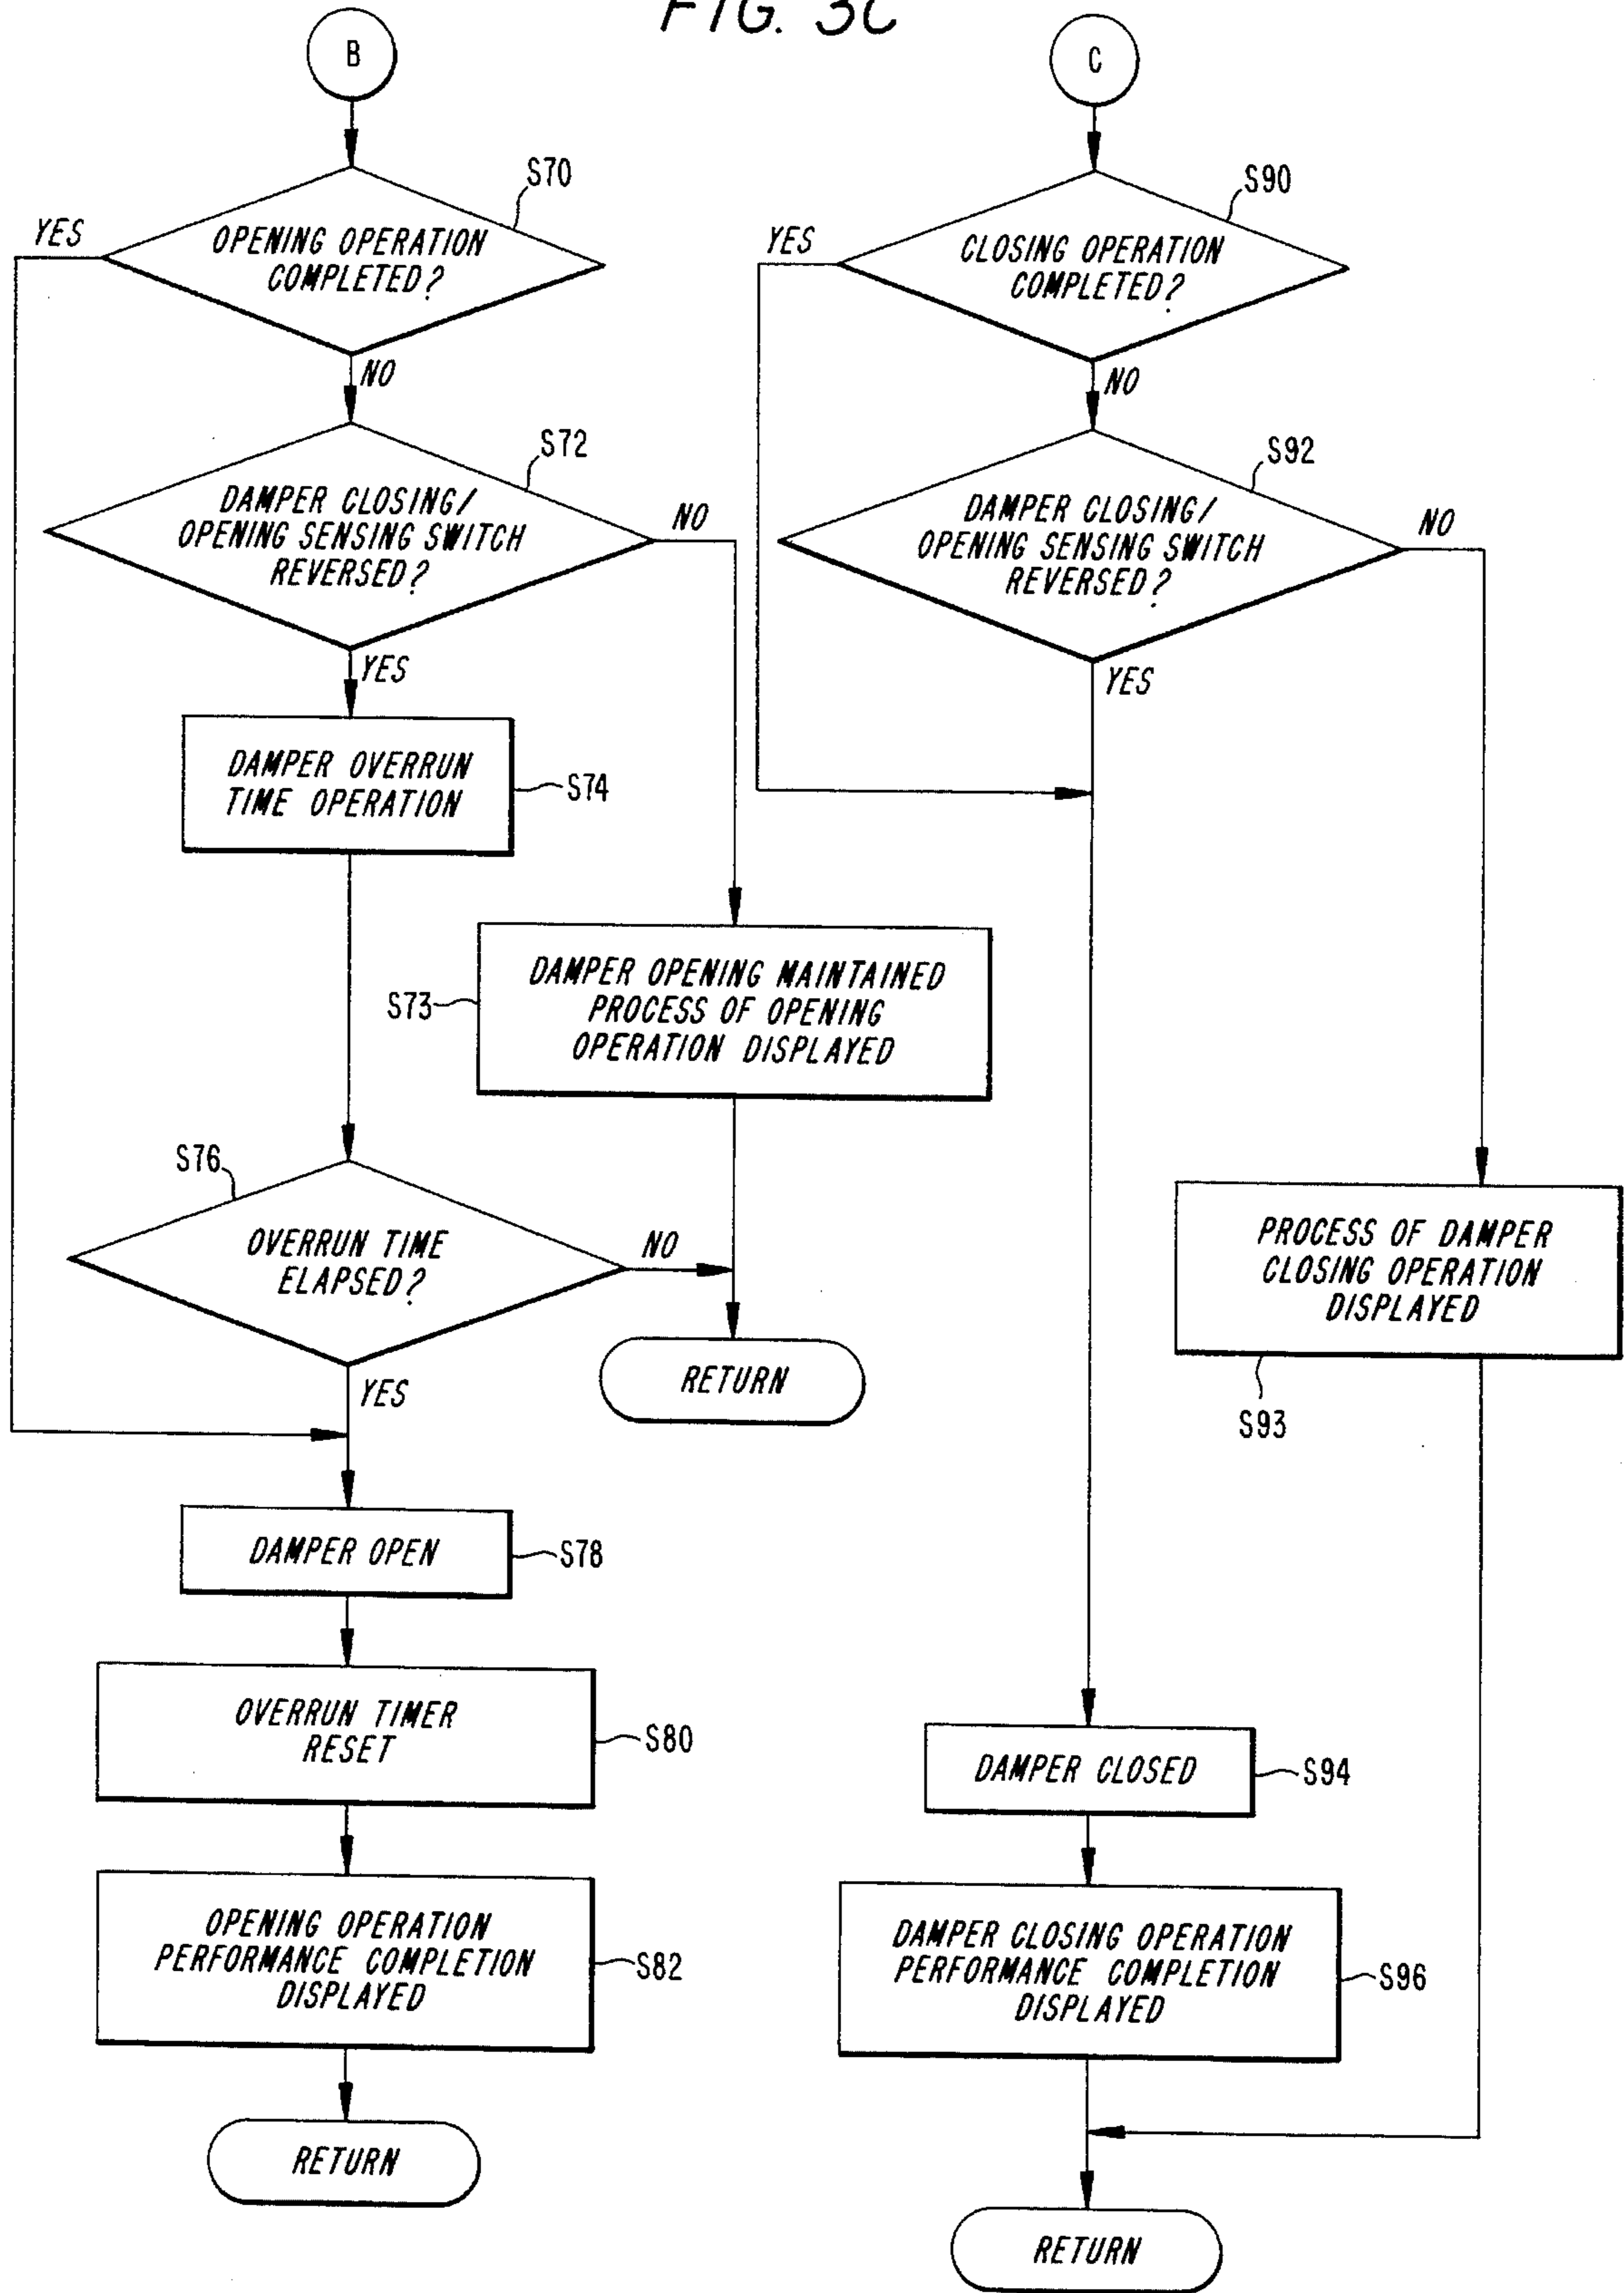 FIG. 3C
B
S70
YES
OPENING OPERATION
COMPLETED?
NO
S72
DAMPER CLOSING/
OPENING SENSING SWITCH
REVERSED?
NO
YES
DAMPER OVERRUN
TIME OPERATION
S74
S73
DAMPER OPENING MAINTAINED
PROCESS OF OPENING
OPERATION DISPLAYED
S76
OVERRUN TIME
ELAPSED?
NO
YES
RETURN
DAMPER OPEN
S78
OVERRUN TIMER
RESET
S80
OPENING OPERATION
PERFORMANCE COMPLETION
DISPLAYED
S82
RETURN
C
S90
YES
CLOSING OPERATION
COMPLETED?
NO
S92
DAMPER CLOSING/
OPENING SENSING SWITCH
REVERSED?
NO
YES
PROCESS OF DAMPER
CLOSING OPERATION
DISPLAYED
S93
DAMPER CLOSED
S94
DAMPER CLOSING OPERATION
PERFORMANCE COMPLETION
DISPLAYED
S96
RETURN